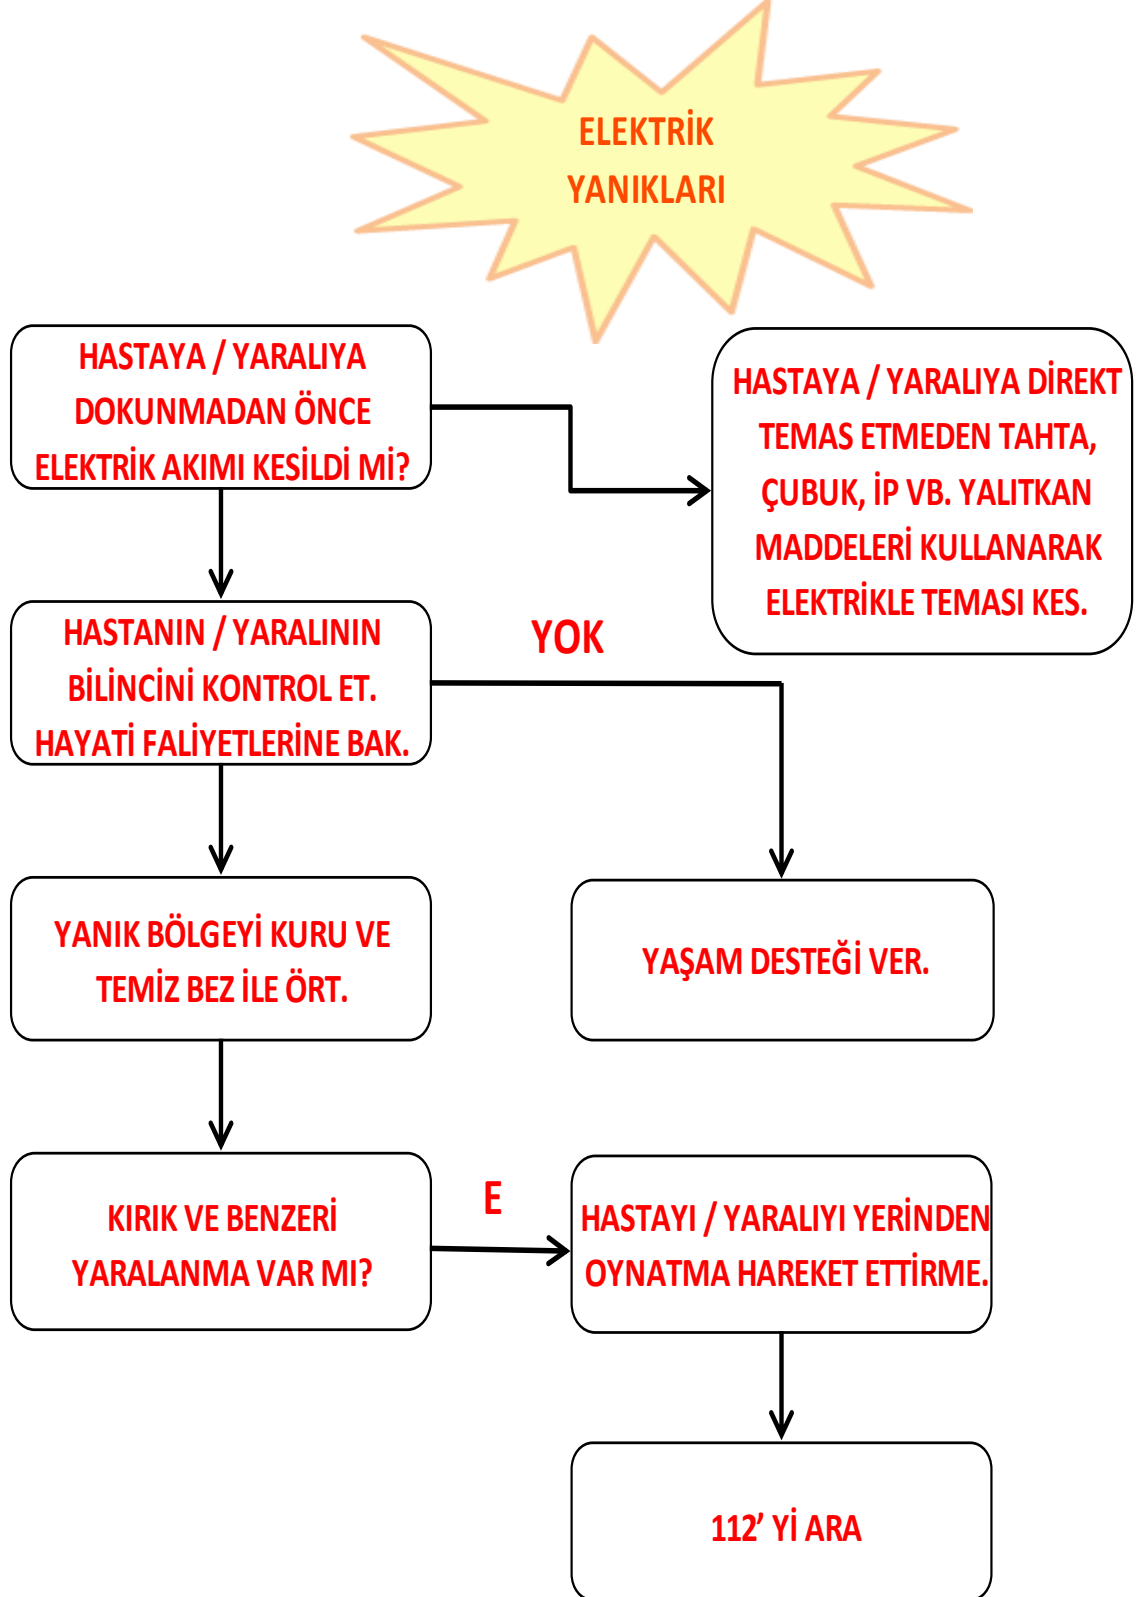 ELEKTRİK
YANIKLARI
HASTAYA / YARALIYA
DOKUNMADAN ÖNCE
ELEKTRİK AKIMI KESİLDİ Mİ?
HASTAYA / YARALIYA DİREKT
TEMAS ETMEDEN TAHTA,
ÇUBUK, İP VB. YALITKAN
MADDELERİ KULLANARAK
ELEKTRİKLE TEMASI KES.
HASTANIN / YARALININ
BİLİNCİNİ KONTROL ET.
HAYATİ FALİYETLERİNE BAK.
YOK
YANIK BÖLGEYİ KURU VE
TEMİZ BEZ İLE ÖRT.
YAŞAM DESTEĞİ VER.
KIRIK VE BENZERİ
YARALANMA VAR MI?
E
HASTAYI / YARALIYI YERİNDEN
OYNATMA HAREKET ETTİRME.
112’ Yİ ARA